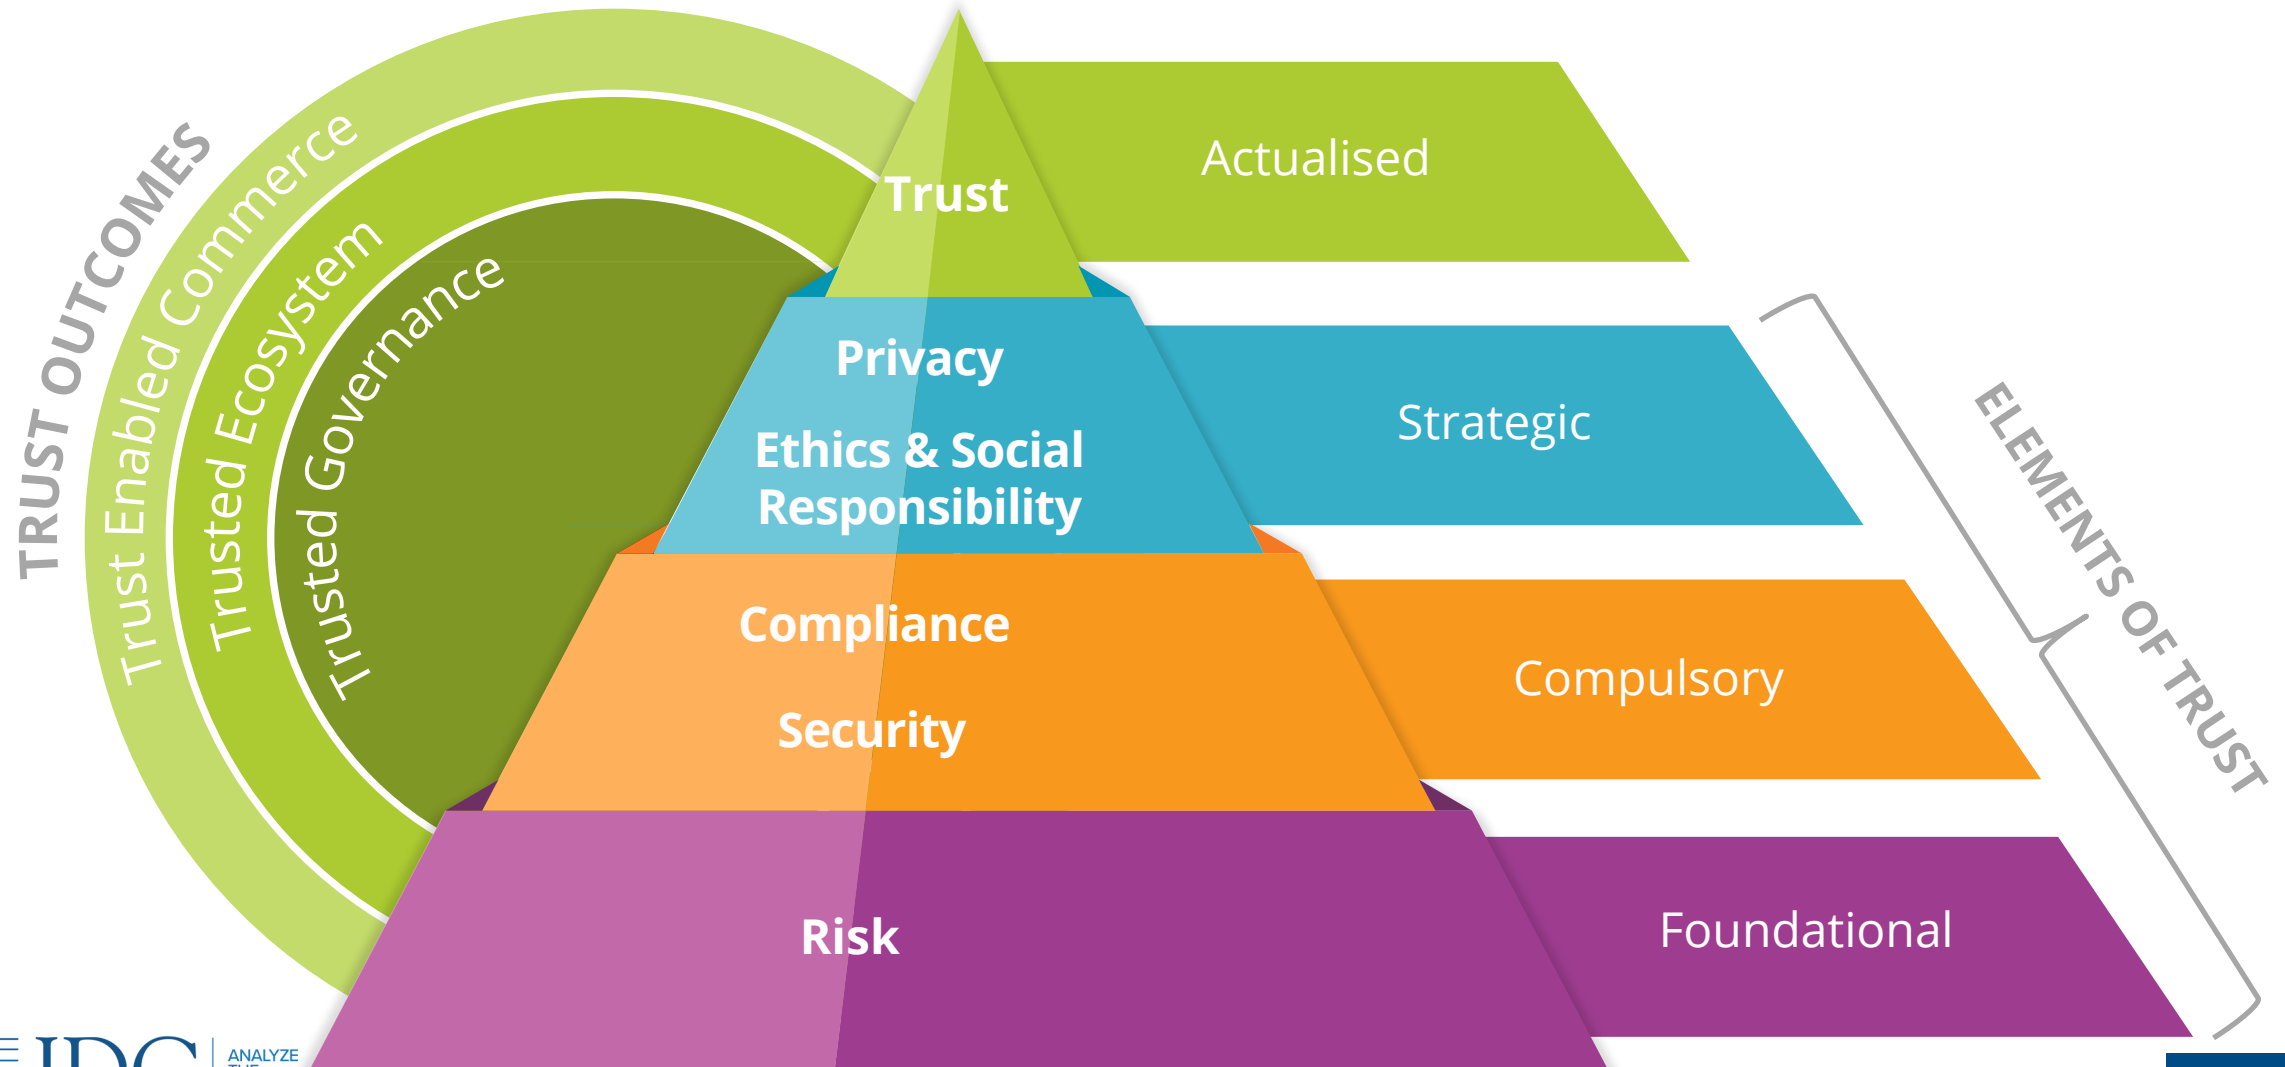 TRUST OUTCOMES
Trust Enabled Commerce
Trusted Ecosystem
Trusted Governance
Trust
Actualised
Privacy
Ethics & Social
Responsibility
Strategic
Compliance
Security
Compulsory
Risk
Foundational
ELEMENTS OF TRUST
IDC
ANALYZE
THE